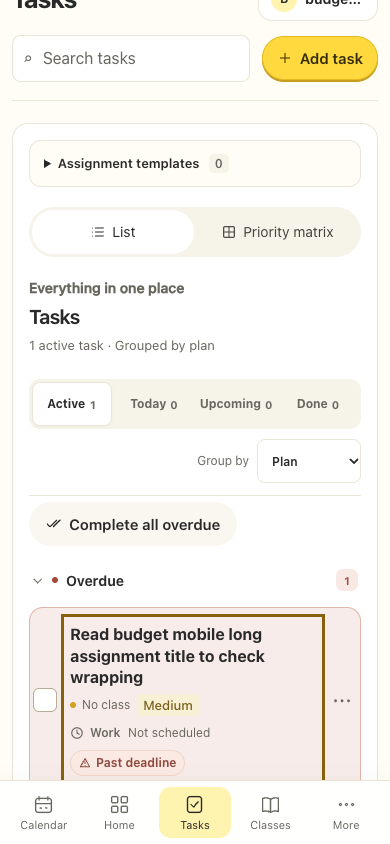 Tasks
B budge...
Search tasks
+ Add task
Assignment templates 0
List
Priority matrix
Everything in one place
Tasks
1 active task · Grouped by plan
Active 1
Today 0
Upcoming 0
Done 0
Group by
Plan
Complete all overdue
Overdue
1
Read budget mobile long
assignment title to check
wrapping
No class
Medium
Work Not scheduled
Past deadline
Calendar
Home
Tasks
Classes
More